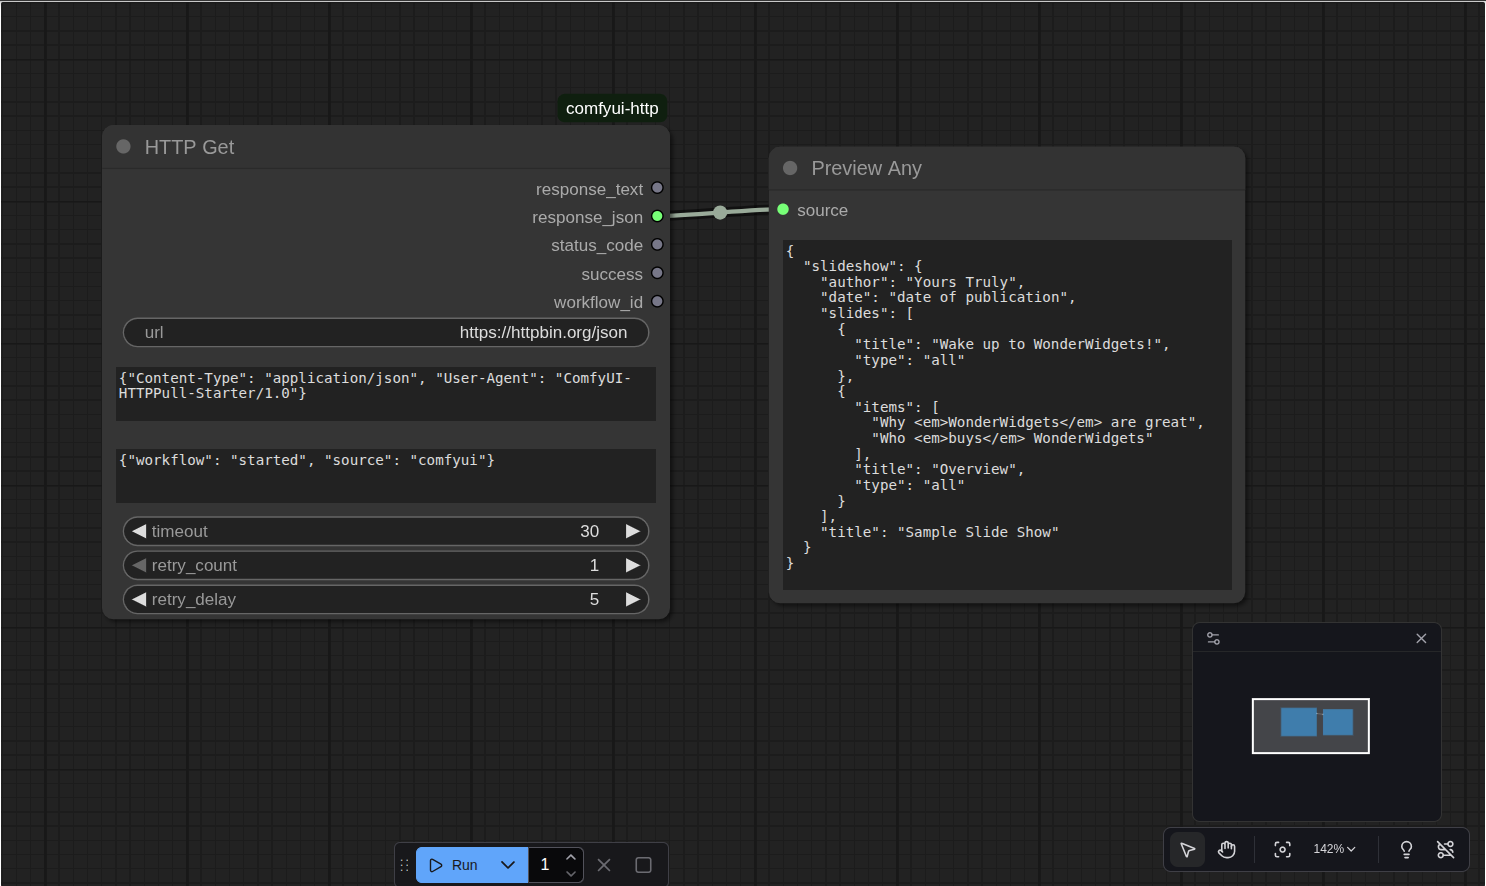 comfyui-http
HTTP Get
response_text
response_json
status_code
success
workflow_id
url https://httpbin.org/json
{"Content-Type": "application/json", "User-Agent": "ComfyUI-
HTTPPull-Starter/1.0"}
{"workflow": "started", "source": "comfyui"}
timeout 30
retry_count 1
retry_delay 5
Preview Any
source
{
  "slideshow": {
    "author": "Yours Truly",
    "date": "date of publication",
    "slides": [
      {
        "title": "Wake up to WonderWidgets!",
        "type": "all"
      },
      {
        "items": [
          "Why <em>WonderWidgets</em> are great",
          "Who <em>buys</em> WonderWidgets"
        ],
        "title": "Overview",
        "type": "all"
      }
    ],
    "title": "Sample Slide Show"
  }
}
Run 1
142%